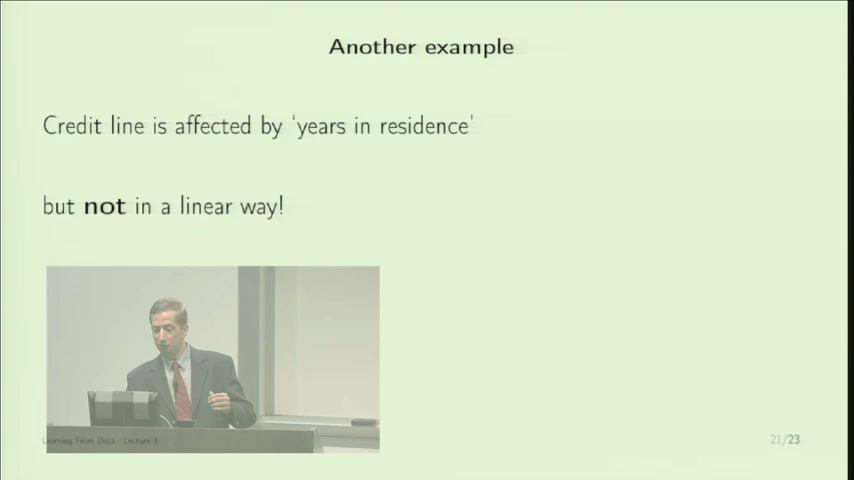 Another example
Credit line is affected by 'years in residence'
but not in a linear way!
Learning From Data - Lecture 3
21/23